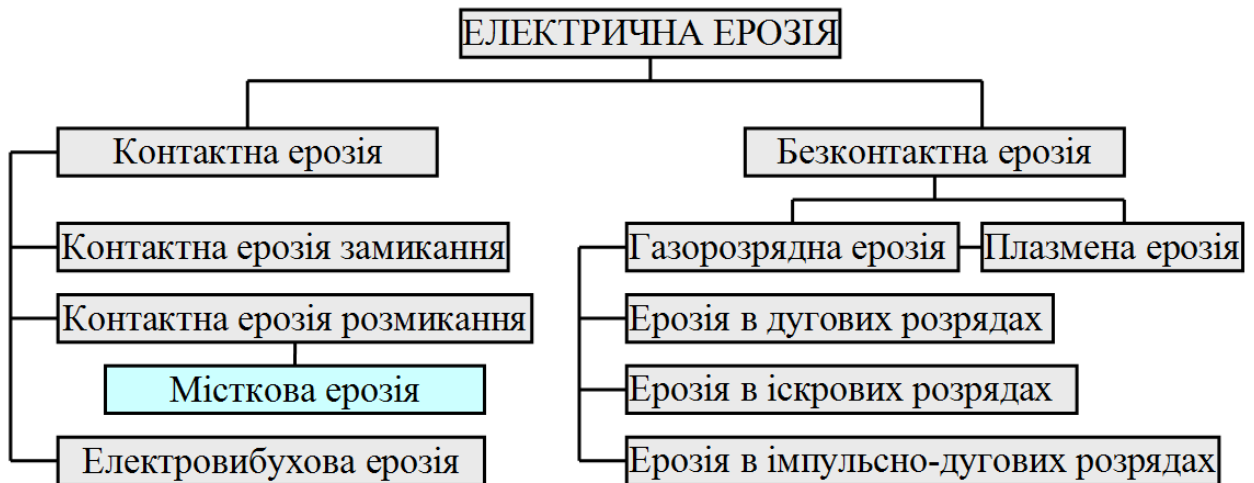 ЕЛЕКТРИЧНА ЕРОЗІЯ
Контактна ерозія
Безконтактна ерозія
Контактна ерозія замикання
Газорозрядна ерозія
Плазмена ерозія
Контактна ерозія розмикання
Ерозія в дугових розрядах
Місткова ерозія
Ерозія в іскрових розрядах
Електровибухова ерозія
Ерозія в імпульсно-дугових розрядах